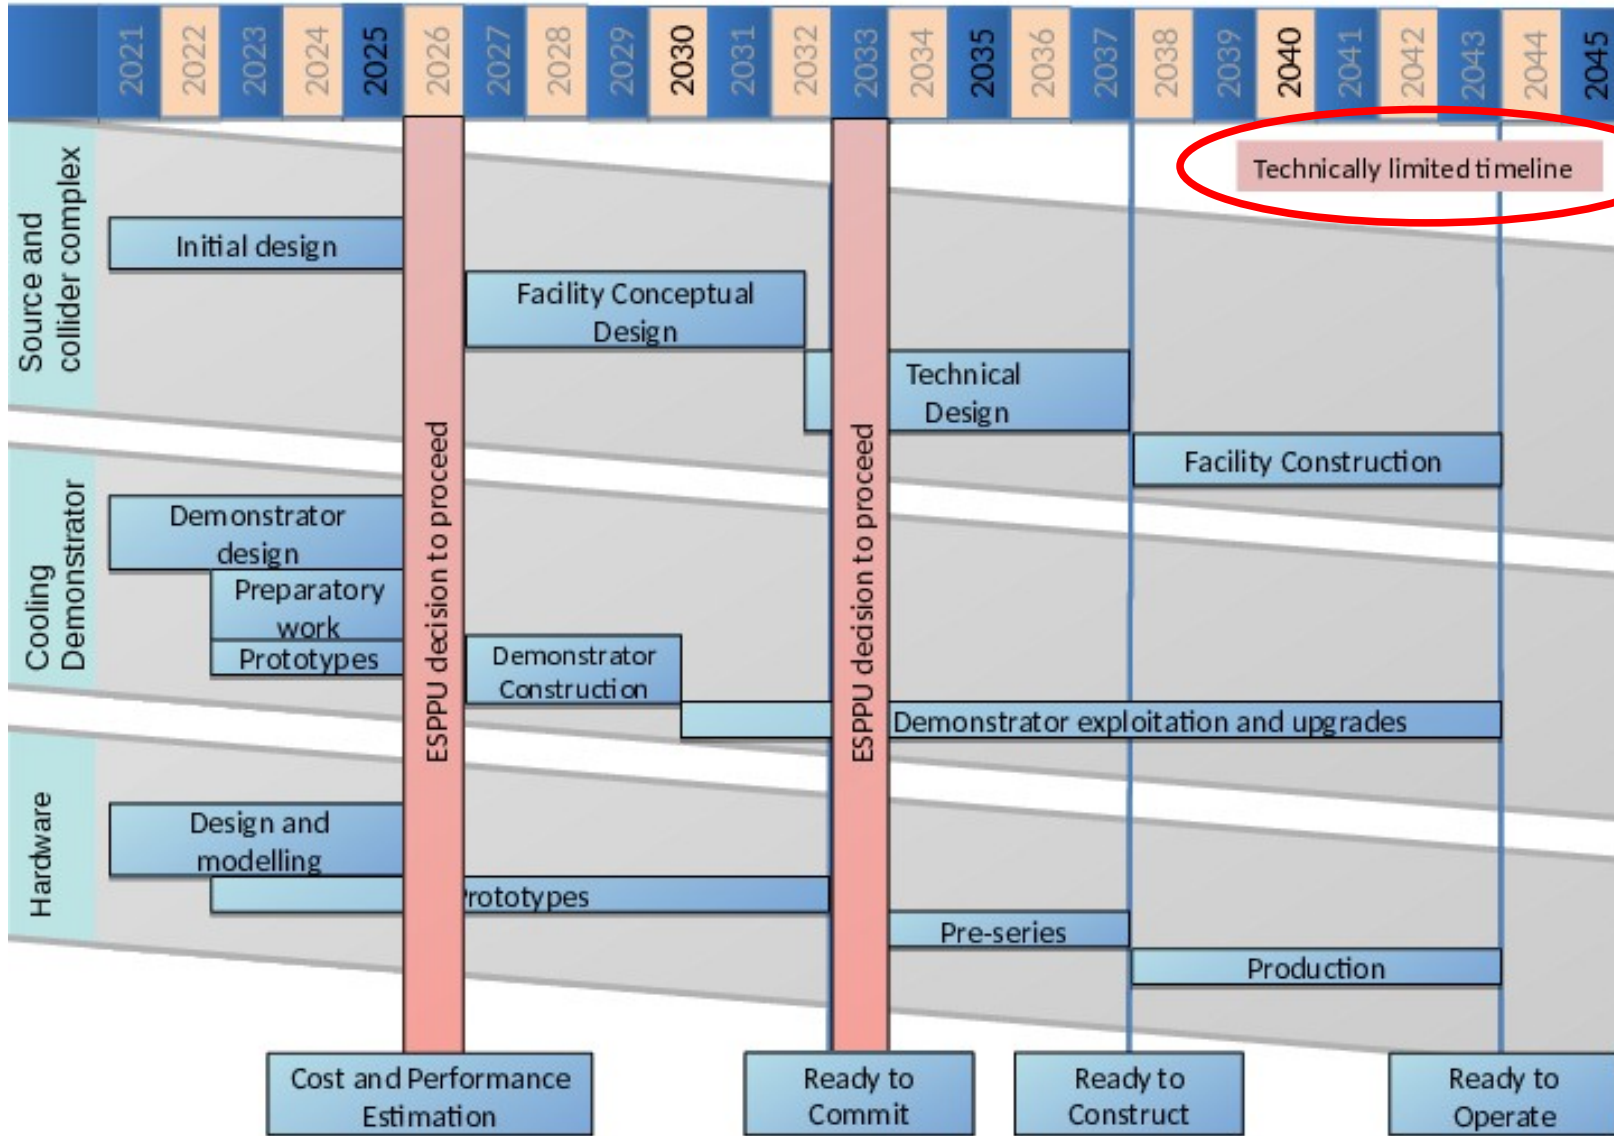 2021 2022 2023 2024 2025 2026 2027 2028 2029 2030 2031 2032 2033 2034 2035 2036 2037 2038 2039 2040 2041 2042 2043 2044 2045
Technically limited timeline
Source and
collider complex
Initial design
Facility Conceptual
Design
Technical
Design
Facility Construction
Cooling
Demonstrator
Demonstrator
design
Preparatory
work
Prototypes
Demonstrator
Construction
Demonstrator exploitation and upgrades
Hardware
Design and
modelling
Prototypes
Pre-series
Production
ESPPU decision to proceed
ESPPU decision to proceed
Cost and Performance
Estimation
Ready to
Commit
Ready to
Construct
Ready to
Operate